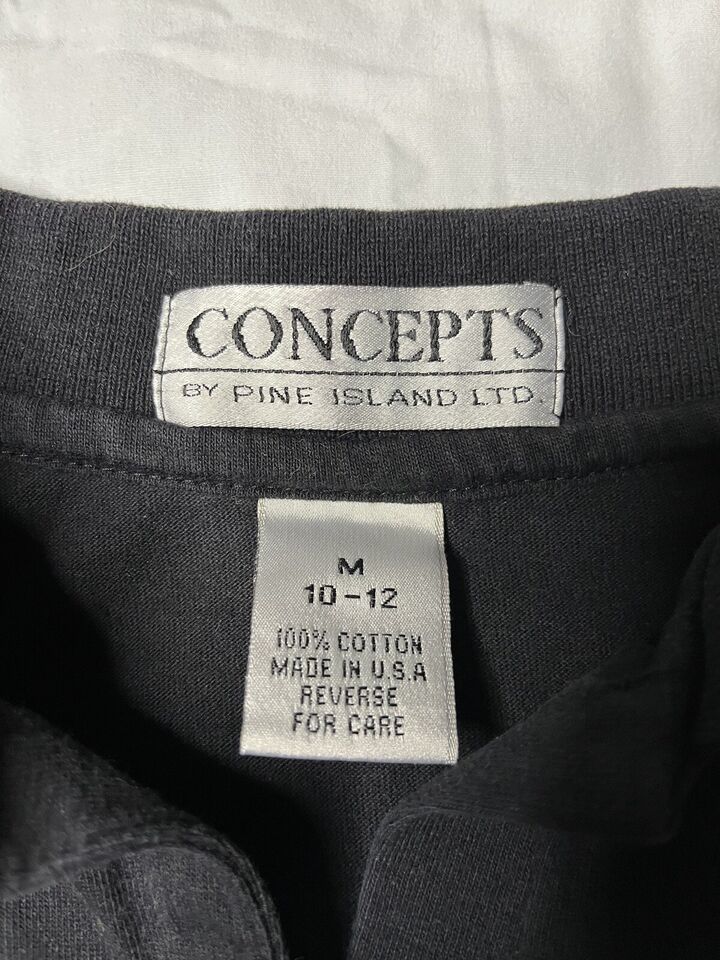 CONCEPTS
BY PINE ISLAND LTD.
M
10-12
100% COTTON
MADE IN U.S.A
REVERSE
FOR CARE